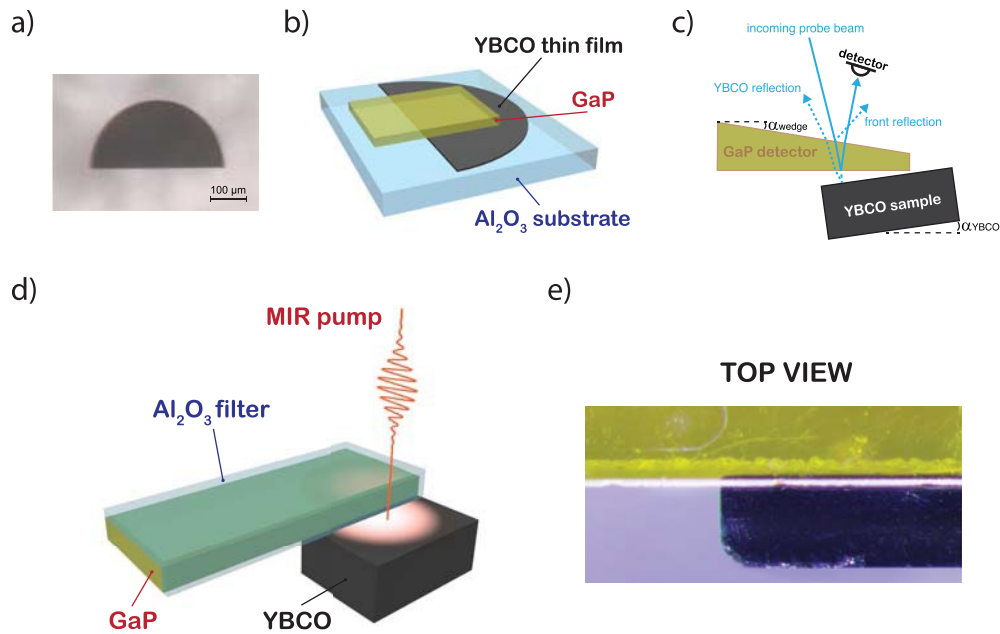 a)
100 µm
b)
YBCO thin film
GaP
Al₂O₃ substrate
c)
incoming probe beam
detector
YBCO reflection
front reflection
αwedge
GaP detector
YBCO sample
αYBCO
d)
MIR pump
Al₂O₃ filter
GaP
YBCO
e)
TOP VIEW